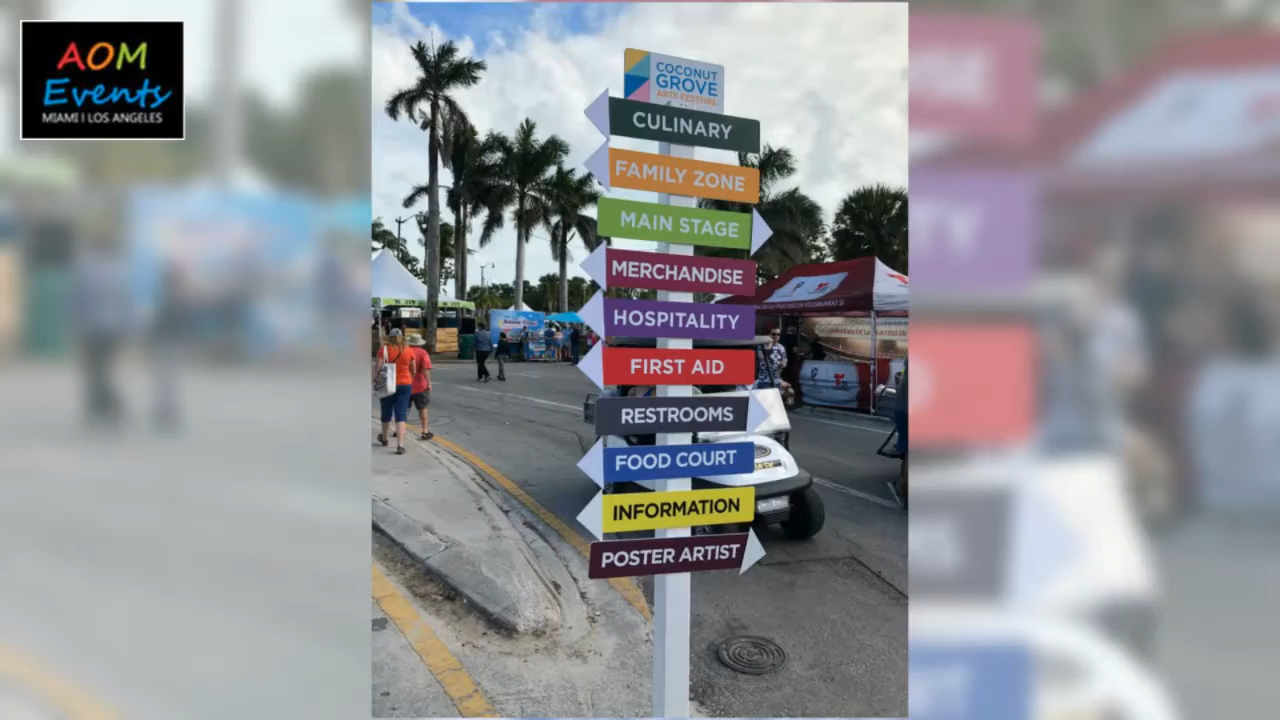 AOM
Events
MIAMI | LOS ANGELES
COCONUT
GROVE
ARTS FESTIVAL
CULINARY
FAMILY ZONE
MAIN STAGE
MERCHANDISE
HOSPITALITY
FIRST AID
RESTROOMS
FOOD COURT
INFORMATION
POSTER ARTIST